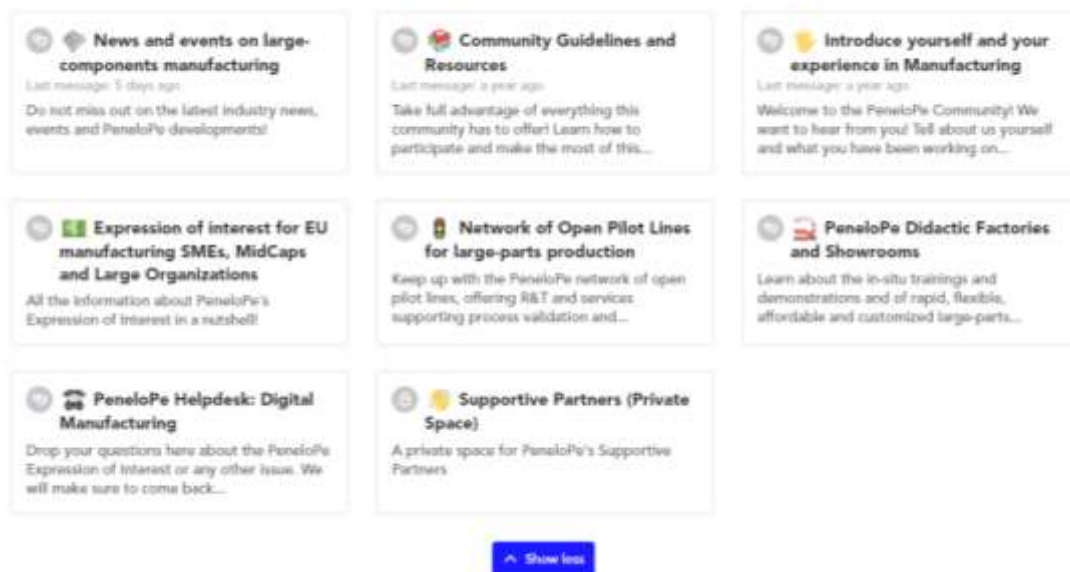 News and events on large-
components manufacturing
Last message: 5 days ago
Do not miss out on the latest industry news,
events and PeneloPe developments!
Community Guidelines and
Resources
Last message: a year ago
Take full advantage of everything this
community has to offer! Learn how to
participate and make the most of this...
Introduce yourself and your
experience in Manufacturing
Last message: a year ago
Welcome to the PeneloPe Community! We
want to hear from you! Tell about us yourself
and what you have been working on...
Expression of interest for EU
manufacturing SMEs, MidCaps
and Large Organizations
All the information about PeneloPe's
Expression of Interest in a nutshell!
Network of Open Pilot Lines
for large-parts production
Keep up with the PeneloPe network of open
pilot lines, offering R&T and services
supporting process validation and...
PeneloPe Didactic Factories
and Showrooms
Learn about the in-situ trainings and
demonstrations and of rapid, flexible,
affordable and customized large-parts...
PeneloPe Helpdesk: Digital
Manufacturing
Drop your questions here about the PeneloPe
Expression of Interest or any other issue. We
will make sure to come back...
Supportive Partners (Private
Space)
A private space for PeneloPe's Supportive
Partners
Show less